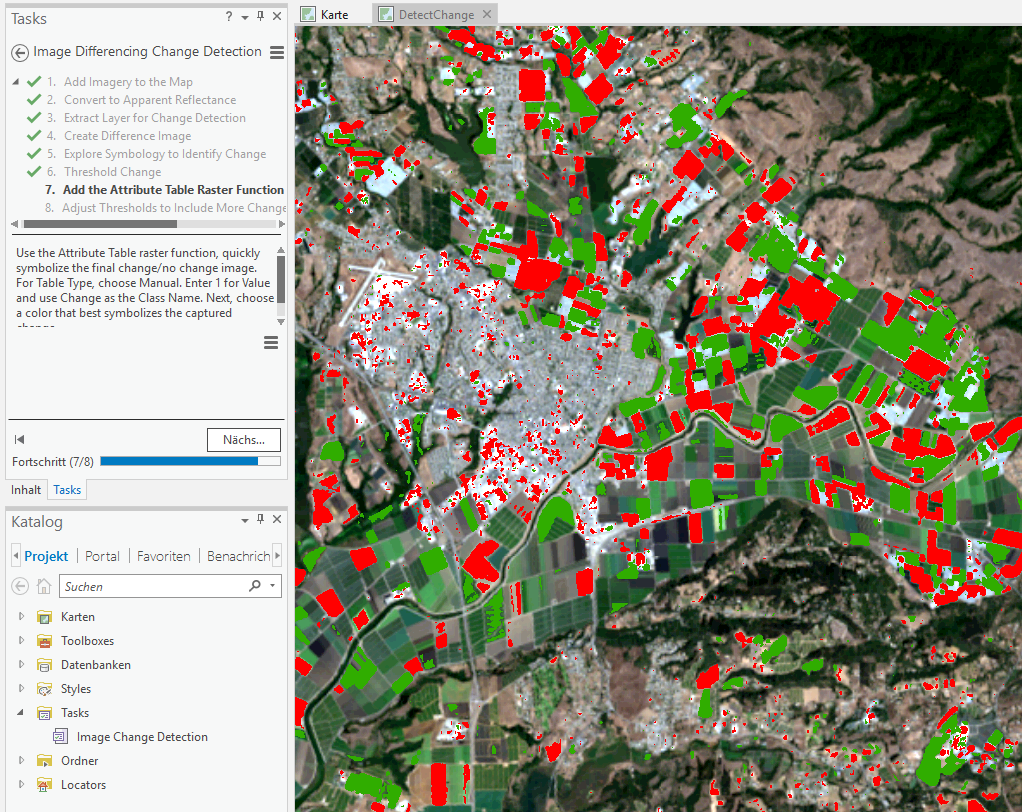 Tasks
?
Karte
DetectChange
Image Differencing Change Detection
1. Add Imagery to the Map
2. Convert to Apparent Reflectance
3. Extract Layer for Change Detection
4. Create Difference Image
5. Explore Symbology to Identify Change
6. Threshold Change
7. Add the Attribute Table Raster Function
8. Adjust Thresholds to Include More Change
Use the Attribute Table raster function, quickly
symbolize the final change/no change image.
For Table Type, choose Manual. Enter 1 for Value
and use Change as the Class Name. Next, choose
a color that best symbolizes the captured
change.
Nächs...
Fortschritt (7/8)
Inhalt Tasks
Katalog
Projekt Portal Favoriten Benachrich
Suchen
Karten
Toolboxes
Datenbanken
Styles
Tasks
Image Change Detection
Ordner
Locators